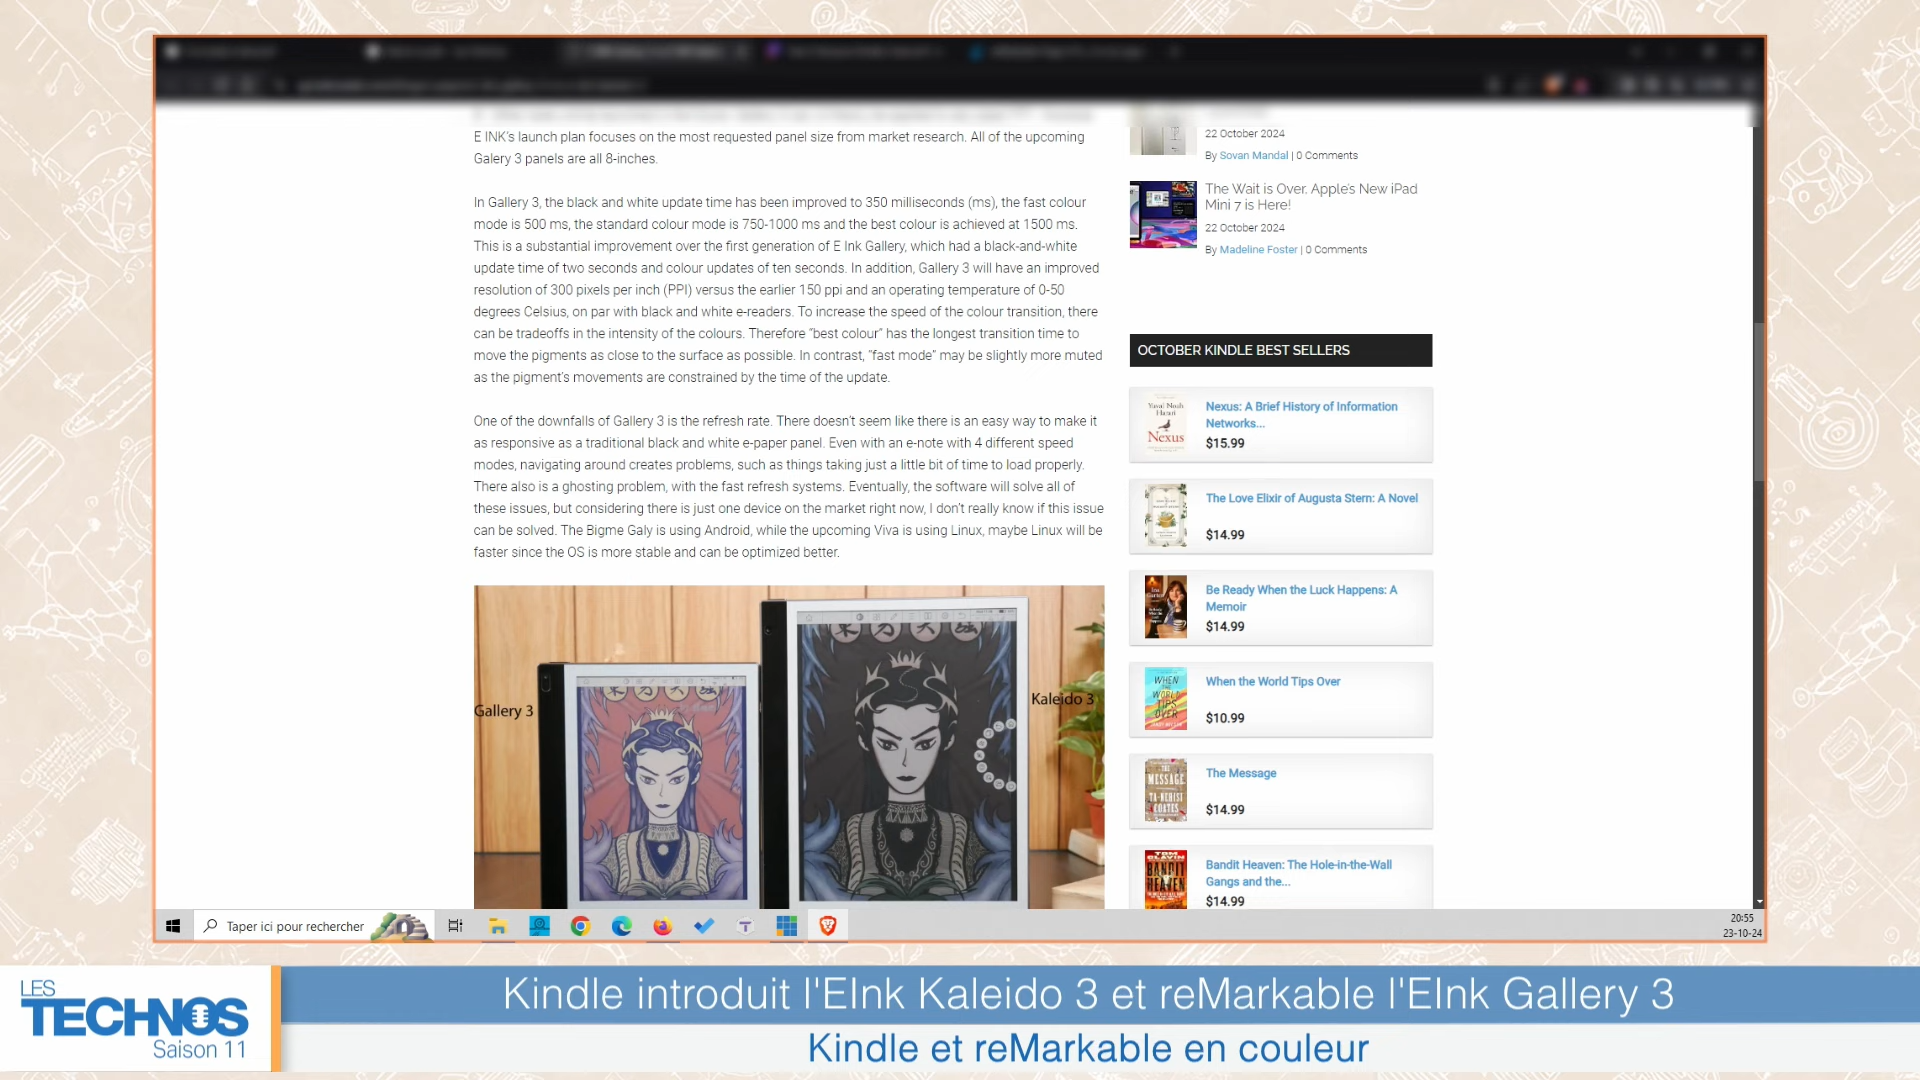 E INK's launch plan focuses on the most requested panel size from market research. All of the upcoming
Galery 3 panels are all 8-inches.
In Gallery 3, the black and white update time has been improved to 350 milliseconds (ms), the fast colour
mode is 500 ms, the standard colour mode is 750-1000 ms and the best colour is achieved at 1500 ms.
This is a substantial improvement over the first generation of E Ink Gallery, which had a black-and-white
update time of two seconds and colour updates of ten seconds. In addition, Gallery 3 will have an improved
resolution of 300 pixels per inch (PPI) versus the earlier 150 ppi and an operating temperature of 0-50
degrees Celsius, on par with black and white e-readers. To increase the speed of the colour transition, there
can be tradeoffs in the intensity of the colours. Therefore "best colour" has the longest transition time to
move the pigments as close to the surface as possible. In contrast, "fast mode" may be slightly more muted
as the pigment's movements are constrained by the time of the update.
One of the downfalls of Gallery 3 is the refresh rate. There doesn't seem like there is an easy way to make it
as responsive as a traditional black and white e-paper panel. Even with an e-note with 4 different speed
modes, navigating around creates problems, such as things taking just a little bit of time to load properly.
There also is a ghosting problem, with the fast refresh systems. Eventually, the software will solve all of
these issues, but considering there is just one device on the market right now, I don't really know if this issue
can be solved. The Bigme Galy is using Android, while the upcoming Viva is using Linux, maybe Linux will be
faster since the OS is more stable and can be optimized better.
Gallery 3
Kaleido 3
22 October 2024
By Sovan Mandal | 0 Comments
The Wait is Over. Apple's New iPad
Mini 7 is Here!
22 October 2024
By Madeline Foster | 0 Comments
OCTOBER KINDLE BEST SELLERS
Yuval Noah
Harari
Nexus
Nexus: A Brief History of Information
Networks...
$15.99
The Love Elixir of Augusta Stern: A Novel
$14.99
Be Ready When the Luck Happens: A
Memoir
$14.99
WHEN
THE
WORLD
TIPS
OVER
When the World Tips Over
$10.99
THE
MESSAGE
TA-NEHISI
COATES
The Message
$14.99
TOM
CLAVIN
BANDIT
HEAVEN
Bandit Heaven: The Hole-in-the-Wall
Gangs and the...
$14.99
Taper ici pour rechercher
20:55
23-10-24
LES
TECHNOS
Saison 11
Kindle introduit l'EInk Kaleido 3 et reMarkable l'EInk Gallery 3
Kindle et reMarkable en couleur